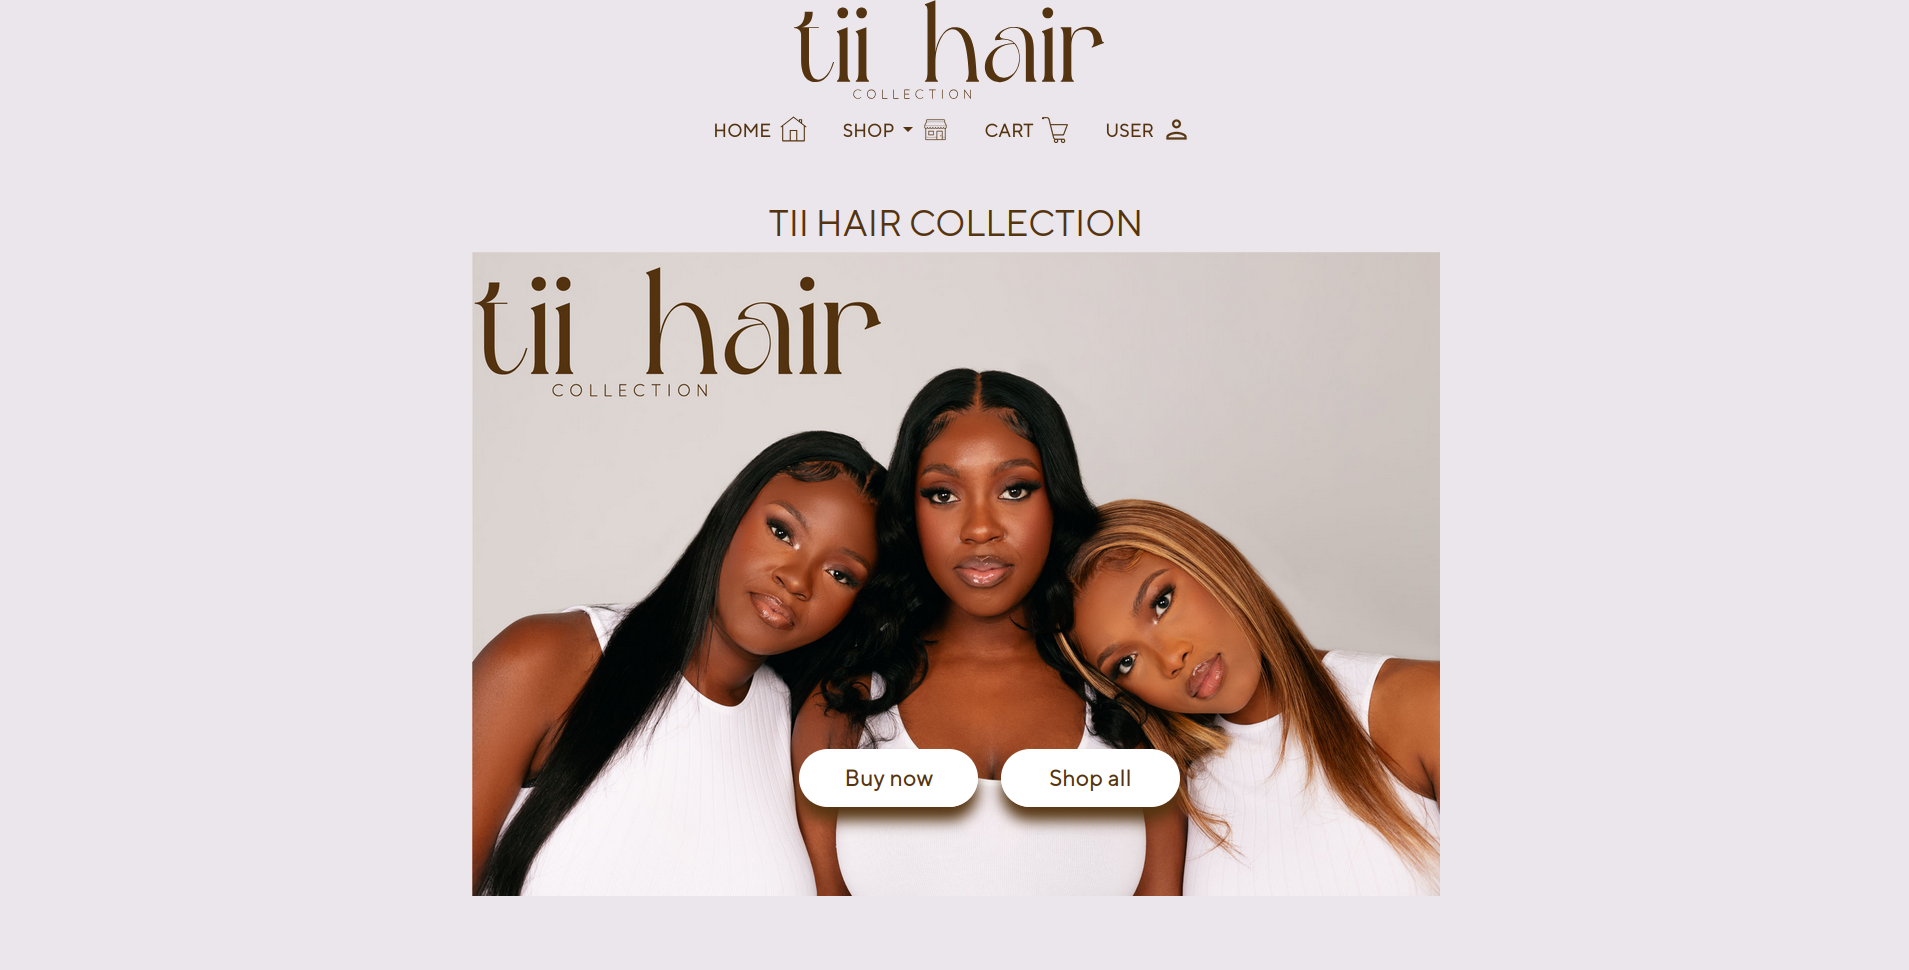 tii hair
COLLECTION
HOME SHOP CART USER
TII HAIR COLLECTION
tii hair
COLLECTION
Buy now Shop all